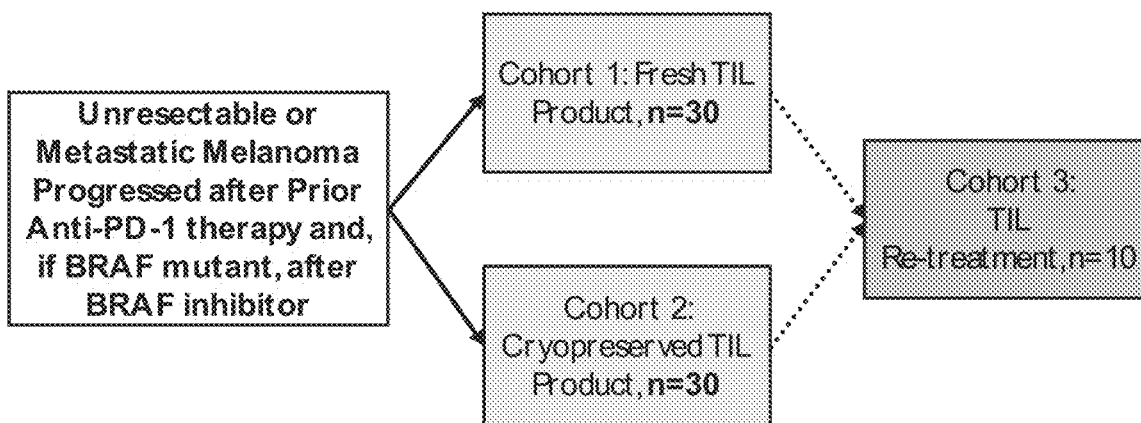 Unresectable or
Metastatic Melanoma
Progressed after Prior
Anti-PD-1 therapy and,
if BRAF mutant, after
BRAF inhibitor
Cohort 1: Fresh TIL
Product, n=30
Cohort 2:
Cryopreserved TIL
Product, n=30
Cohort 3:
TIL
Re-treatment, n=10